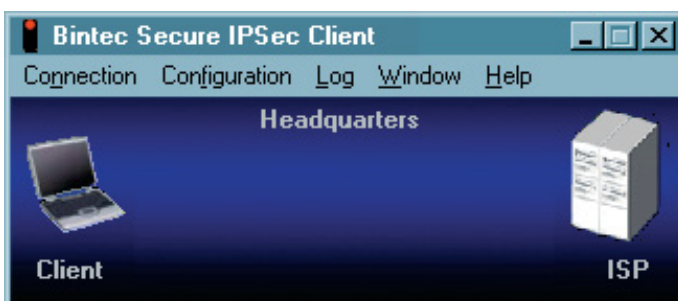 Bintec Secure IPSec Client
Connection Configuration Log Window Help
Headquarters
Client ISP